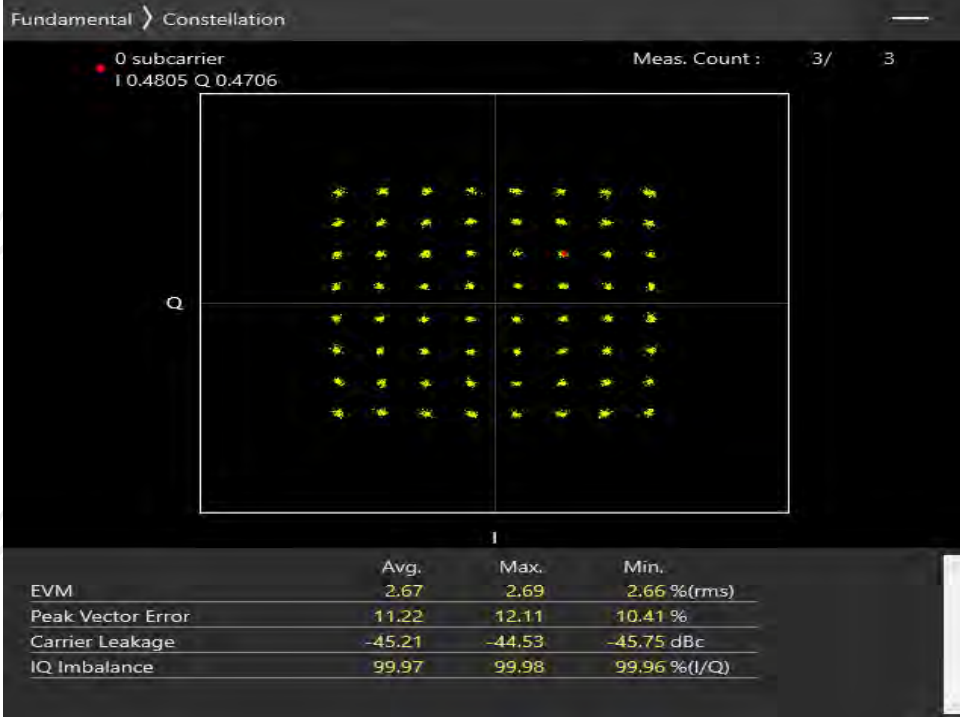 Fundamental 〉 Constellation
0 subcarrier Meas. Count : 3/ 3
I 0.4805 Q 0.4706
Q
I
Avg. Max. Min.
EVM 2.67 2.69 2.66 %(rms)
Peak Vector Error 11.22 12.11 10.41 %
Carrier Leakage -45.21 -44.53 -45.75 dBc
IQ Imbalance 99.97 99.98 99.96 %(I/Q)